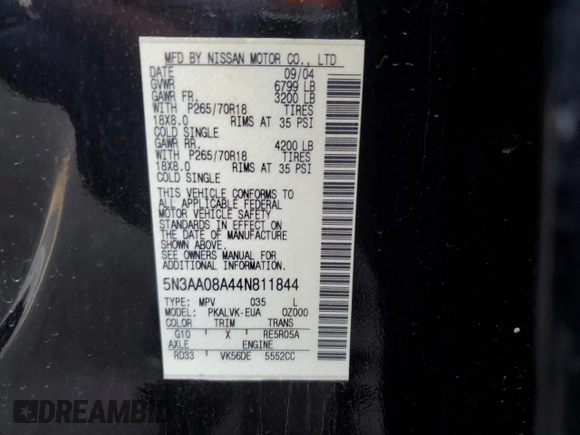 MFD BY NISSAN MOTOR CO., LTD
DATE 09/04
GVWR 6799 LB
GAWR FR. 3200 LB
WITH P265/70R18 TIRES
18X8.0 RIMS AT 35 PSI
COLD SINGLE
GAWR RR. 4200 LB
WITH P265/70R18 TIRES
18X8.0 RIMS AT 35 PSI
COLD SINGLE
THIS VEHICLE CONFORMS TO
ALL APPLICABLE FEDERAL
MOTOR VEHICLE SAFETY
STANDARDS IN EFFECT ON
THE DATE OF MANUFACTURE
SHOWN ABOVE.
SEE OWNERS MANUAL FOR
ADDITIONAL INFORMATION.
5N3AA08A44N811844
TYPE: MPV 035 L
MODEL: PKALVK-EUA OZ000
COLOR TRIM TRANS
G10 X RE5R05A
AXLE ENGINE
RD33 VK56DE 5552CC
DREAMBID